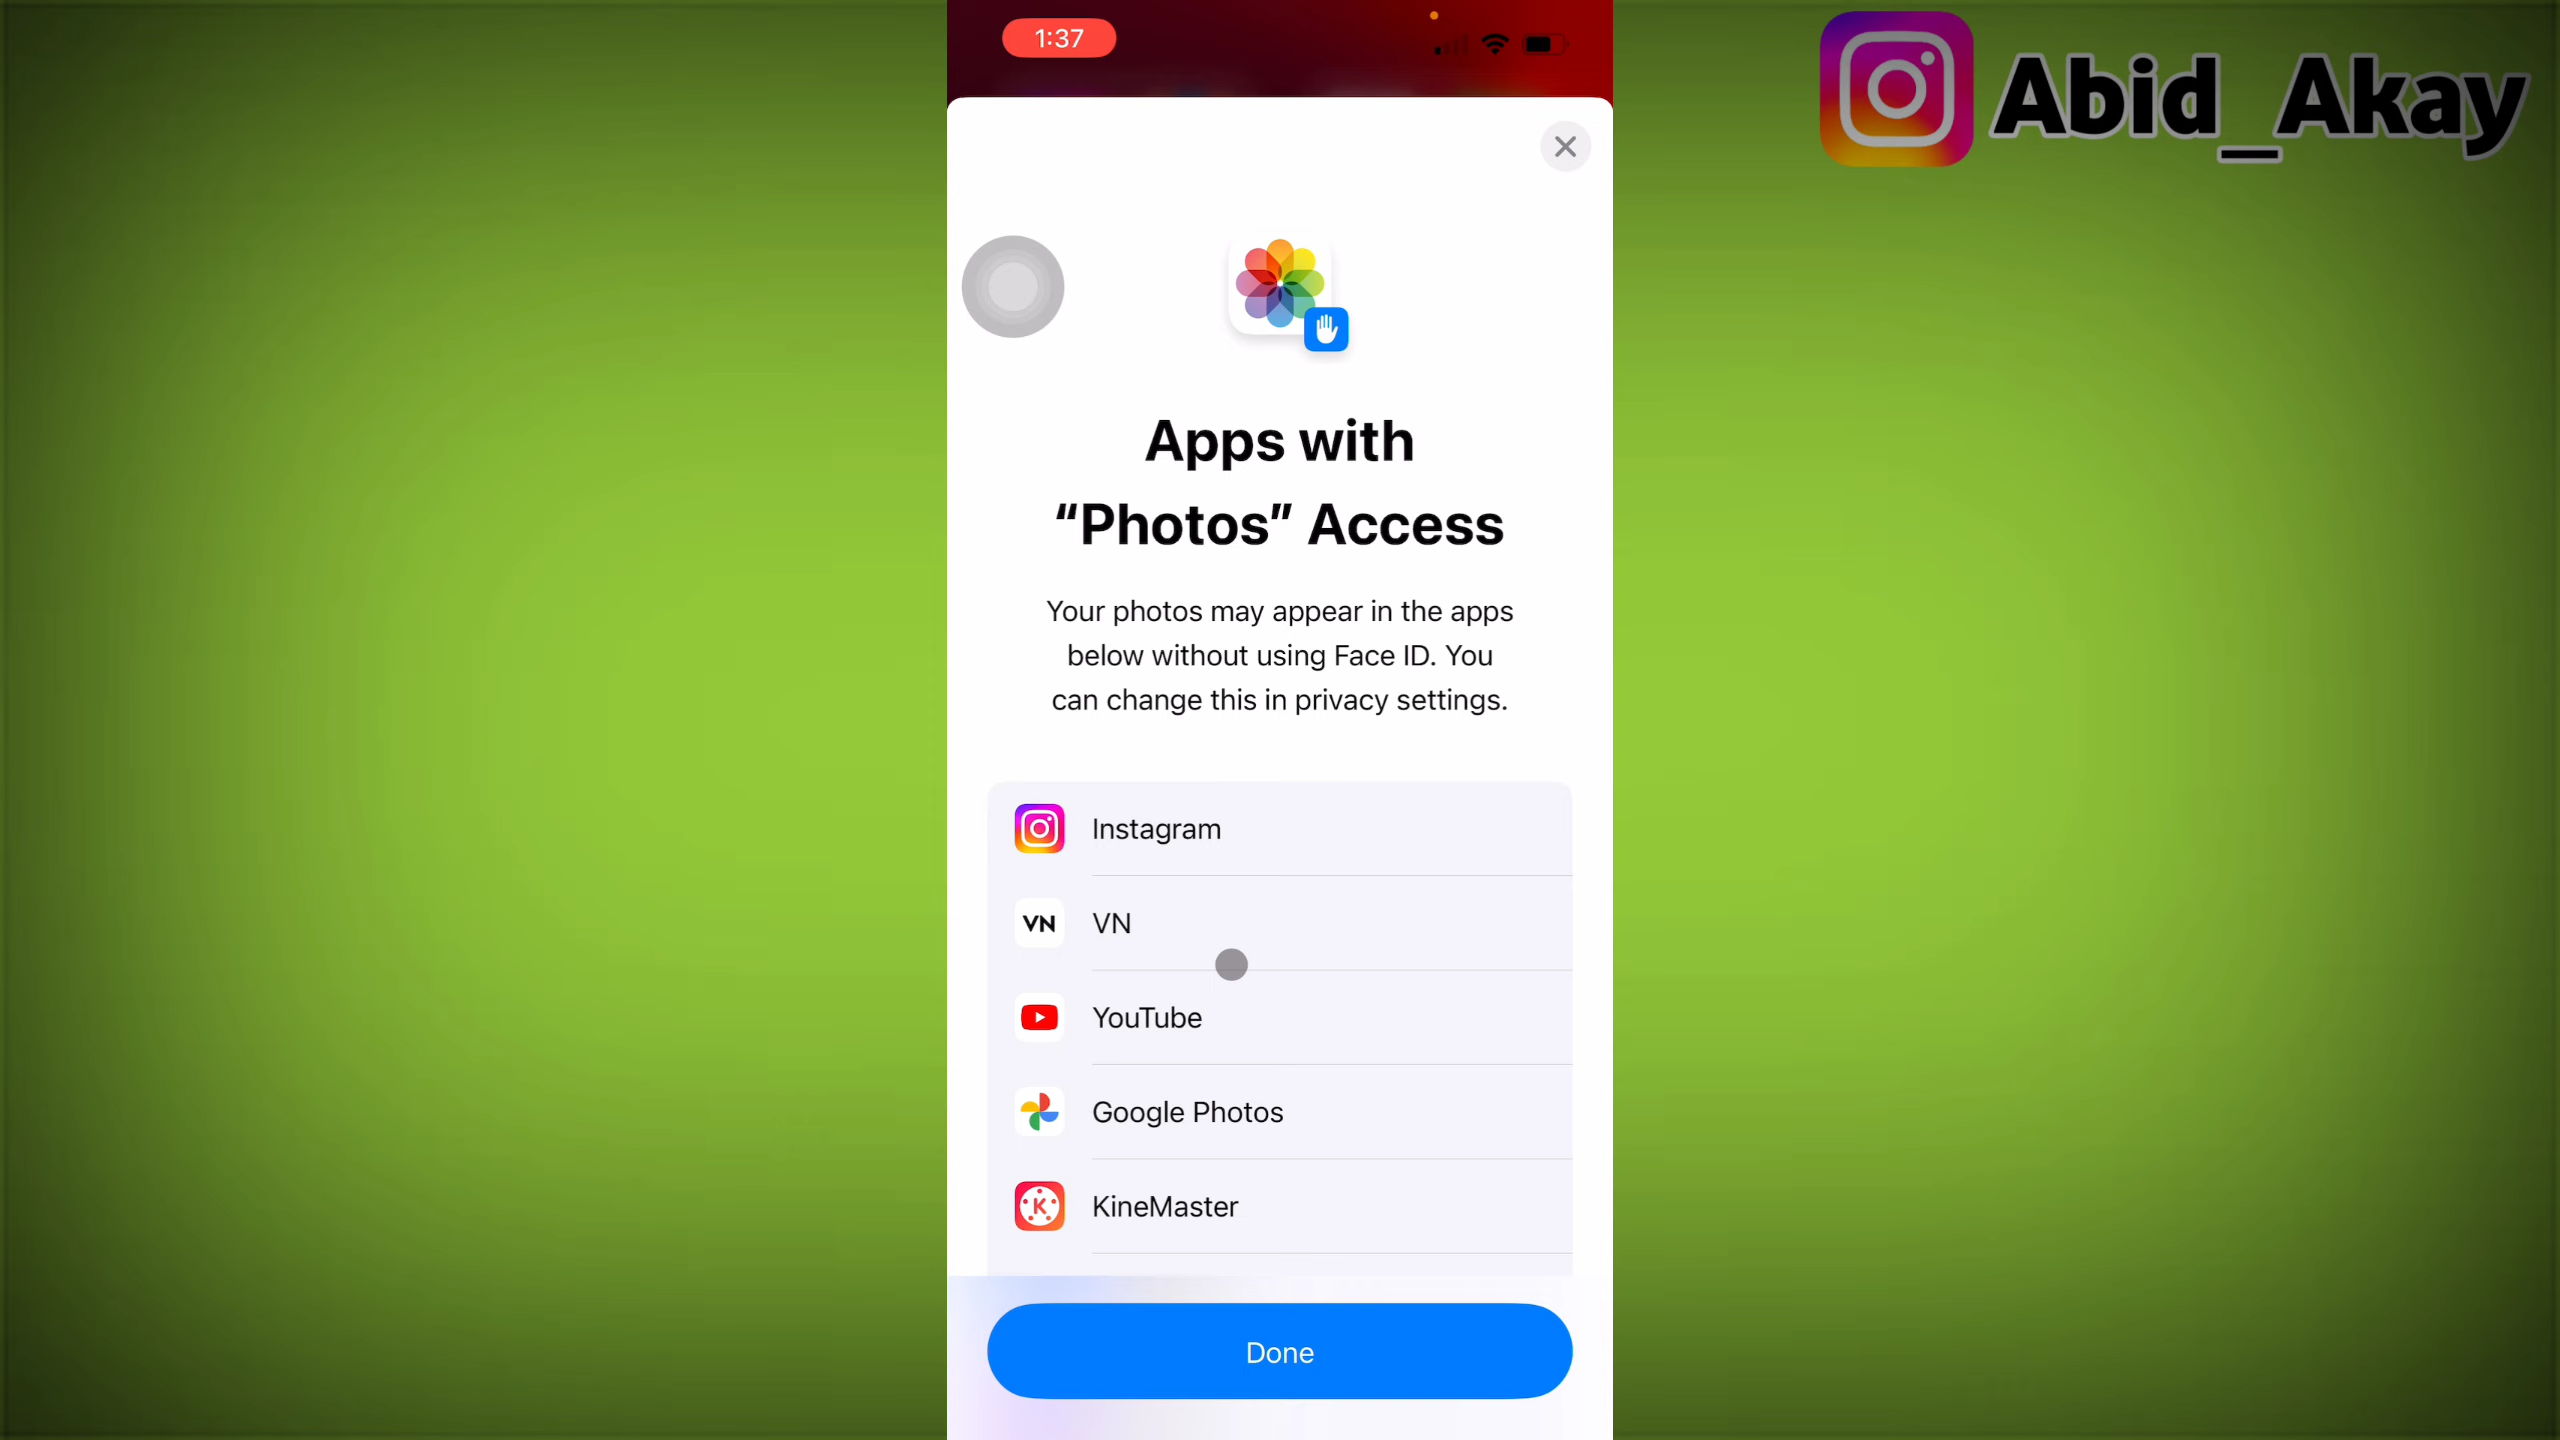 1:37
Abid_Akay
Apps with
“Photos” Access
Your photos may appear in the apps
below without using Face ID. You
can change this in privacy settings.
Instagram
VN VN
YouTube
Google Photos
K KineMaster
Done